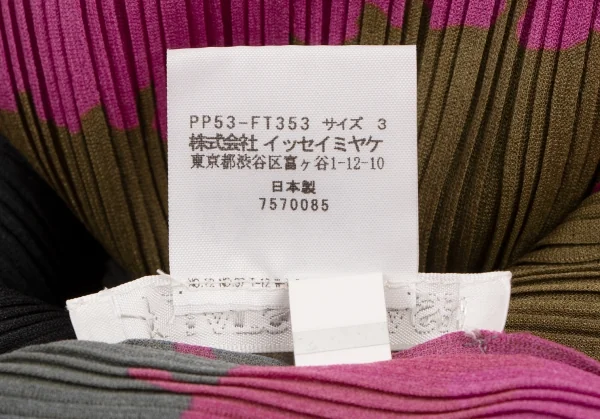 PP53-FT353 サイズ 3
株式会社 イッセイミヤケ
東京都渋谷区富ヶ谷1-12-10
日本製
7570085